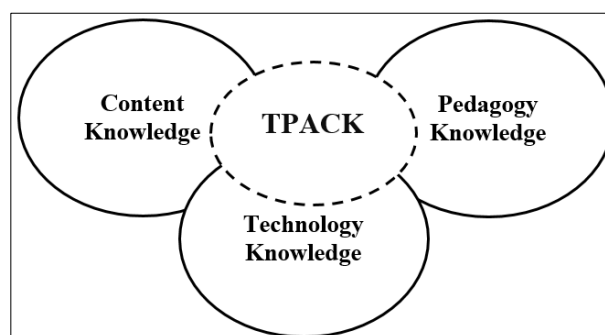 Content
Knowledge
TPACK
Pedagogy
Knowledge
Technology
Knowledge